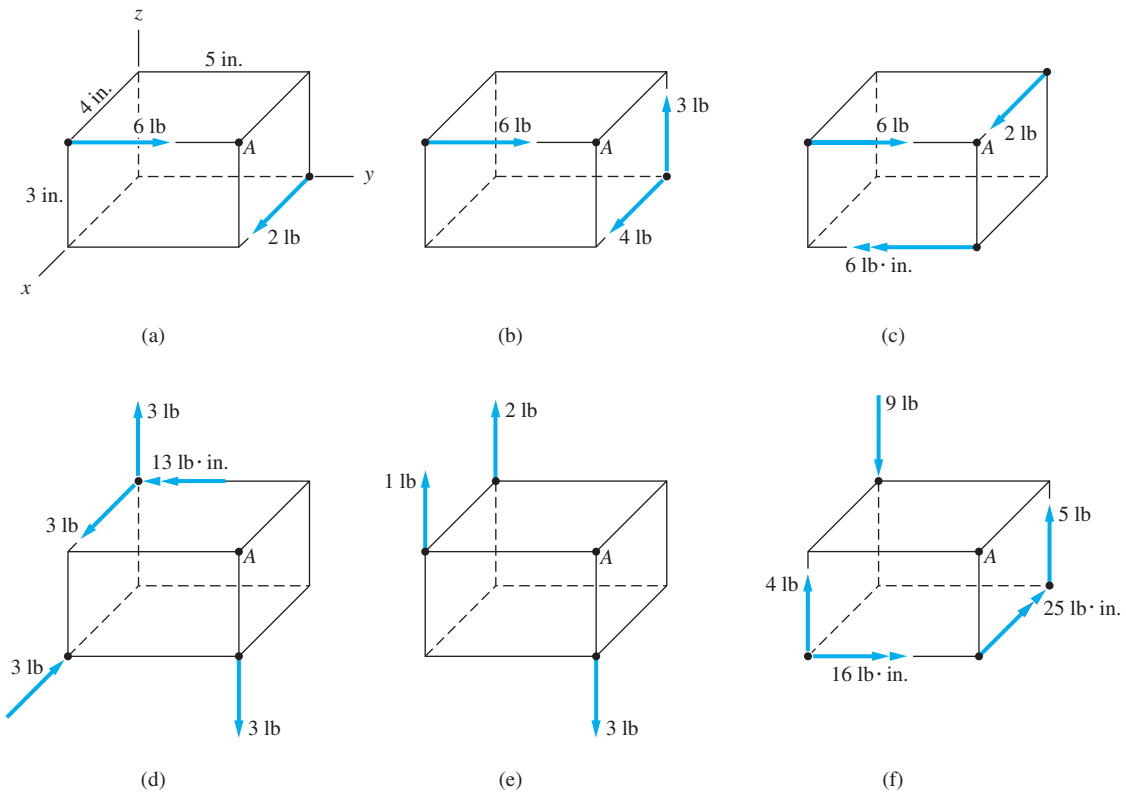 z
5 in.
4 in.
6 lb
A
3 in.
y
2 lb
x
(a)
3 lb
6 lb
A
4 lb
(b)
6 lb
2 lb
A
6 lb· in.
(c)
3 lb
13 lb· in.
3 lb
A
3 lb
3 lb
(d)
2 lb
1 lb
A
3 lb
(e)
9 lb
5 lb
A
4 lb
25 lb· in.
16 lb· in.
(f)